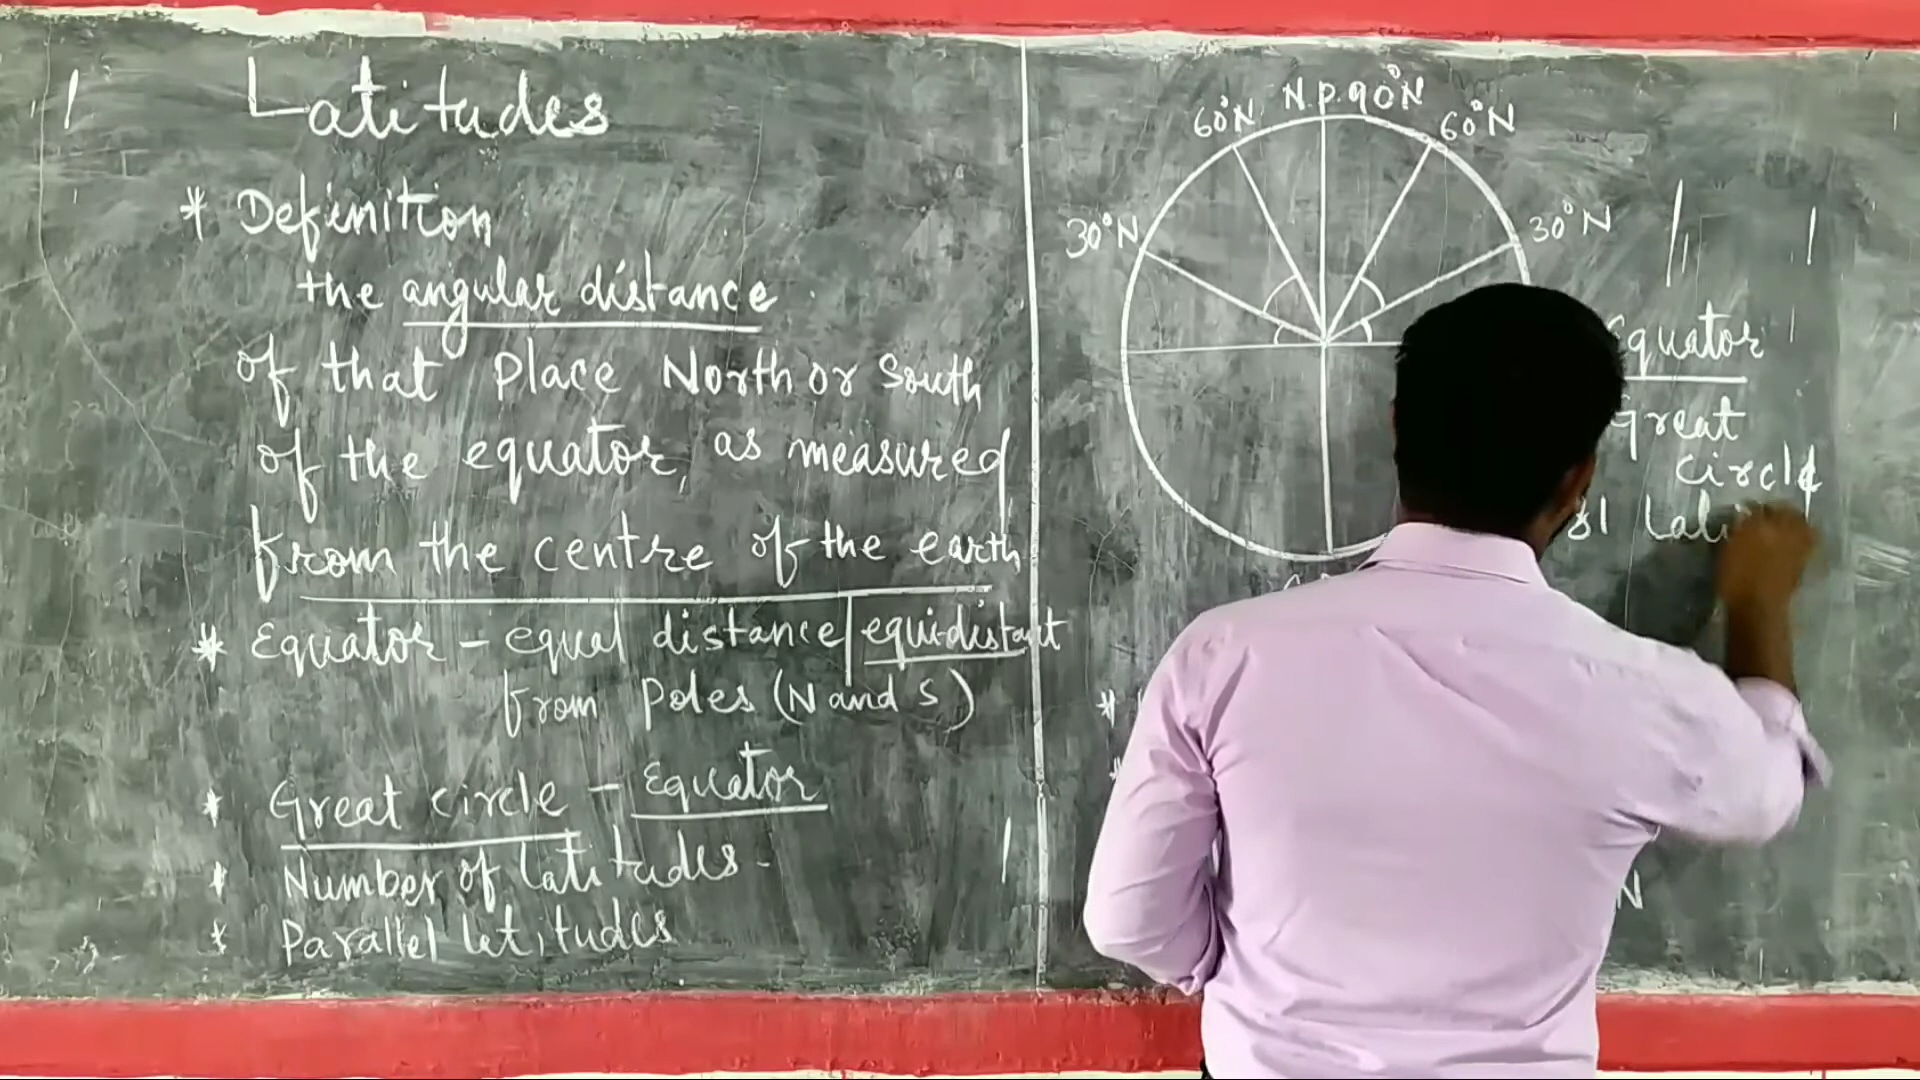 Latitudes
* Definition
the angular distance
of that place North or South
of the equator, as measured
from the centre of the earth
* Equator - equal distance | equidistant
from poles (N and S)
* Great circle - Equator
* Number of latitudes -
* Parallel latitudes
N.P. 90°N
60°N
60°N
30°N
30°N
Equator
Great
circle
*
*
N